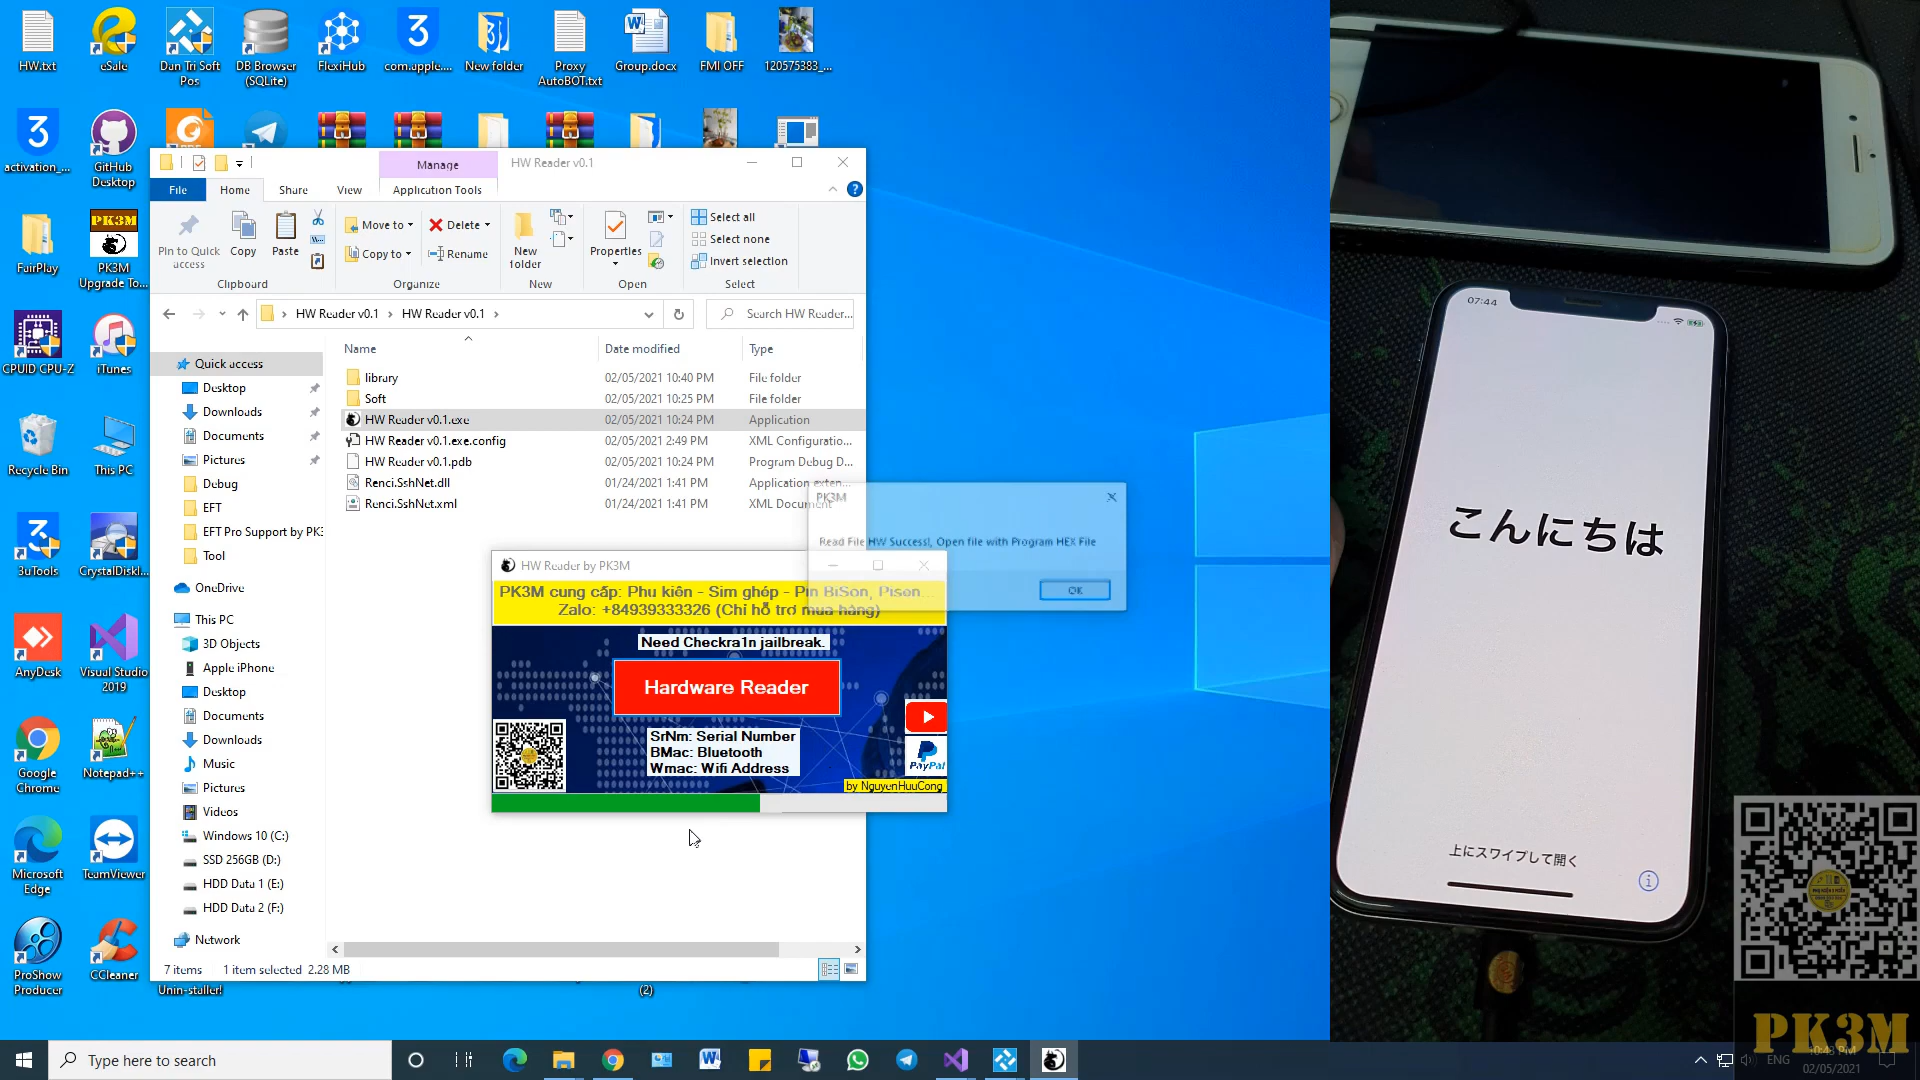 HW.txt
eSale
Dan Tri Soft
Pos
DB Browser
(SQLite)
FlexiHub
com.apple....
New folder
Proxy
AutoBOT.txt
Group.docx
FMI OFF
120575383_...
activation_...
GitHub
Desktop
FairPlay
PK3M
PK3M
Upgrade To...
CPUID CPU-Z
iTunes
Recycle Bin
This PC
3uTools
CrystalDiskI...
AnyDesk
Visual Studio
2019
Google
Chrome
Notepad++
Microsoft
Edge
TeamViewer
ProShow
Producer
CCleaner
Unin-staller!
(2)
Manage
HW Reader v0.1
File
Home
Share
View
Application Tools
Pin to Quick
access
Copy
Paste
Move to
Copy to
Delete
Rename
New
folder
Properties
Select all
Select none
Invert selection
Clipboard
Organize
New
Open
Select
HW Reader v0.1
HW Reader v0.1
Search HW Reader...
Name
Date modified
Type
Quick access
Desktop
Downloads
Documents
Pictures
Debug
EFT
EFT Pro Support by PK3
Tool
OneDrive
This PC
3D Objects
Apple iPhone
Desktop
Documents
Downloads
Music
Pictures
Videos
Windows 10 (C:)
SSD 256GB (D:)
HDD Data 1 (E:)
HDD Data 2 (F:)
Network
library 02/05/2021 10:40 PM File folder
Soft 02/05/2021 10:25 PM File folder
HW Reader v0.1.exe 02/05/2021 10:24 PM Application
HW Reader v0.1.exe.config 02/05/2021 2:49 PM XML Configuratio...
HW Reader v0.1.pdb 02/05/2021 10:24 PM Program Debug D...
Renci.SshNet.dll 01/24/2021 1:41 PM Application exten...
Renci.SshNet.xml 01/24/2021 1:41 PM XML Document
7 items 1 item selected 2.28 MB
PK3M
Read File HW Success!, Open file with Program HEX File
OK
HW Reader by PK3M
PK3M cung cấp: Phụ kiện - Sim ghép - Pin BiSon, Pisen...
Zalo: +84939333326 (Chỉ hỗ trợ mua hàng)
Need Checkra1n jailbreak.
Hardware Reader
SrNm: Serial Number
BMac: Bluetooth
Wmac: Wifi Address
PayPal
by NguyenHuuCong
07:44
こんにちは
上にスワイプして開く
PK3M
Type here to search
ENG
10:43 PM
02/05/2021